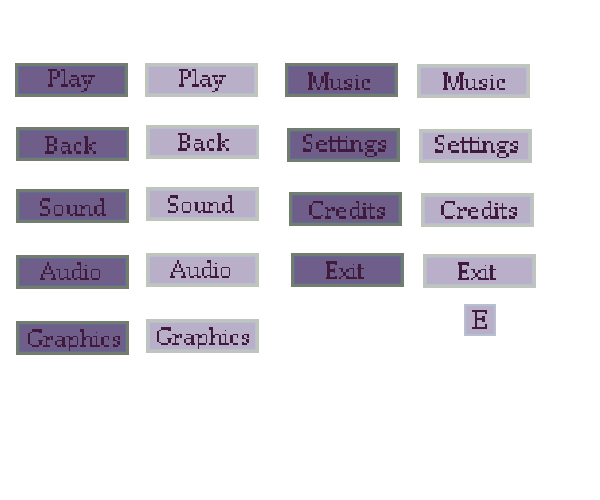 Play Play Music Music
Back Back Settings Settings
Sound Sound Credits Credits
Audio Audio Exit Exit
E
Graphics Graphics